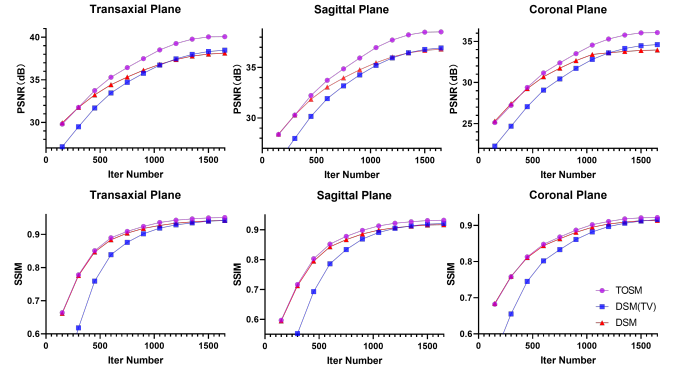 Transaxial Plane
PSNR(dB)
40
35
30
0
500
1000
1500
Iter Number
Sagittal Plane
PSNR(dB)
35
30
0
500
1000
1500
Iter Number
Coronal Plane
PSNR(dB)
35
30
25
0
500
1000
1500
Iter Number
Transaxial Plane
SSIM
0.9
0.8
0.7
0.6
0
500
1000
1500
Iter Number
Sagittal Plane
SSIM
0.9
0.8
0.7
0.6
0
500
1000
1500
Iter Number
Coronal Plane
SSIM
0.9
0.8
0.7
0.6
0
500
1000
1500
Iter Number
TOSM
DSM(TV)
DSM